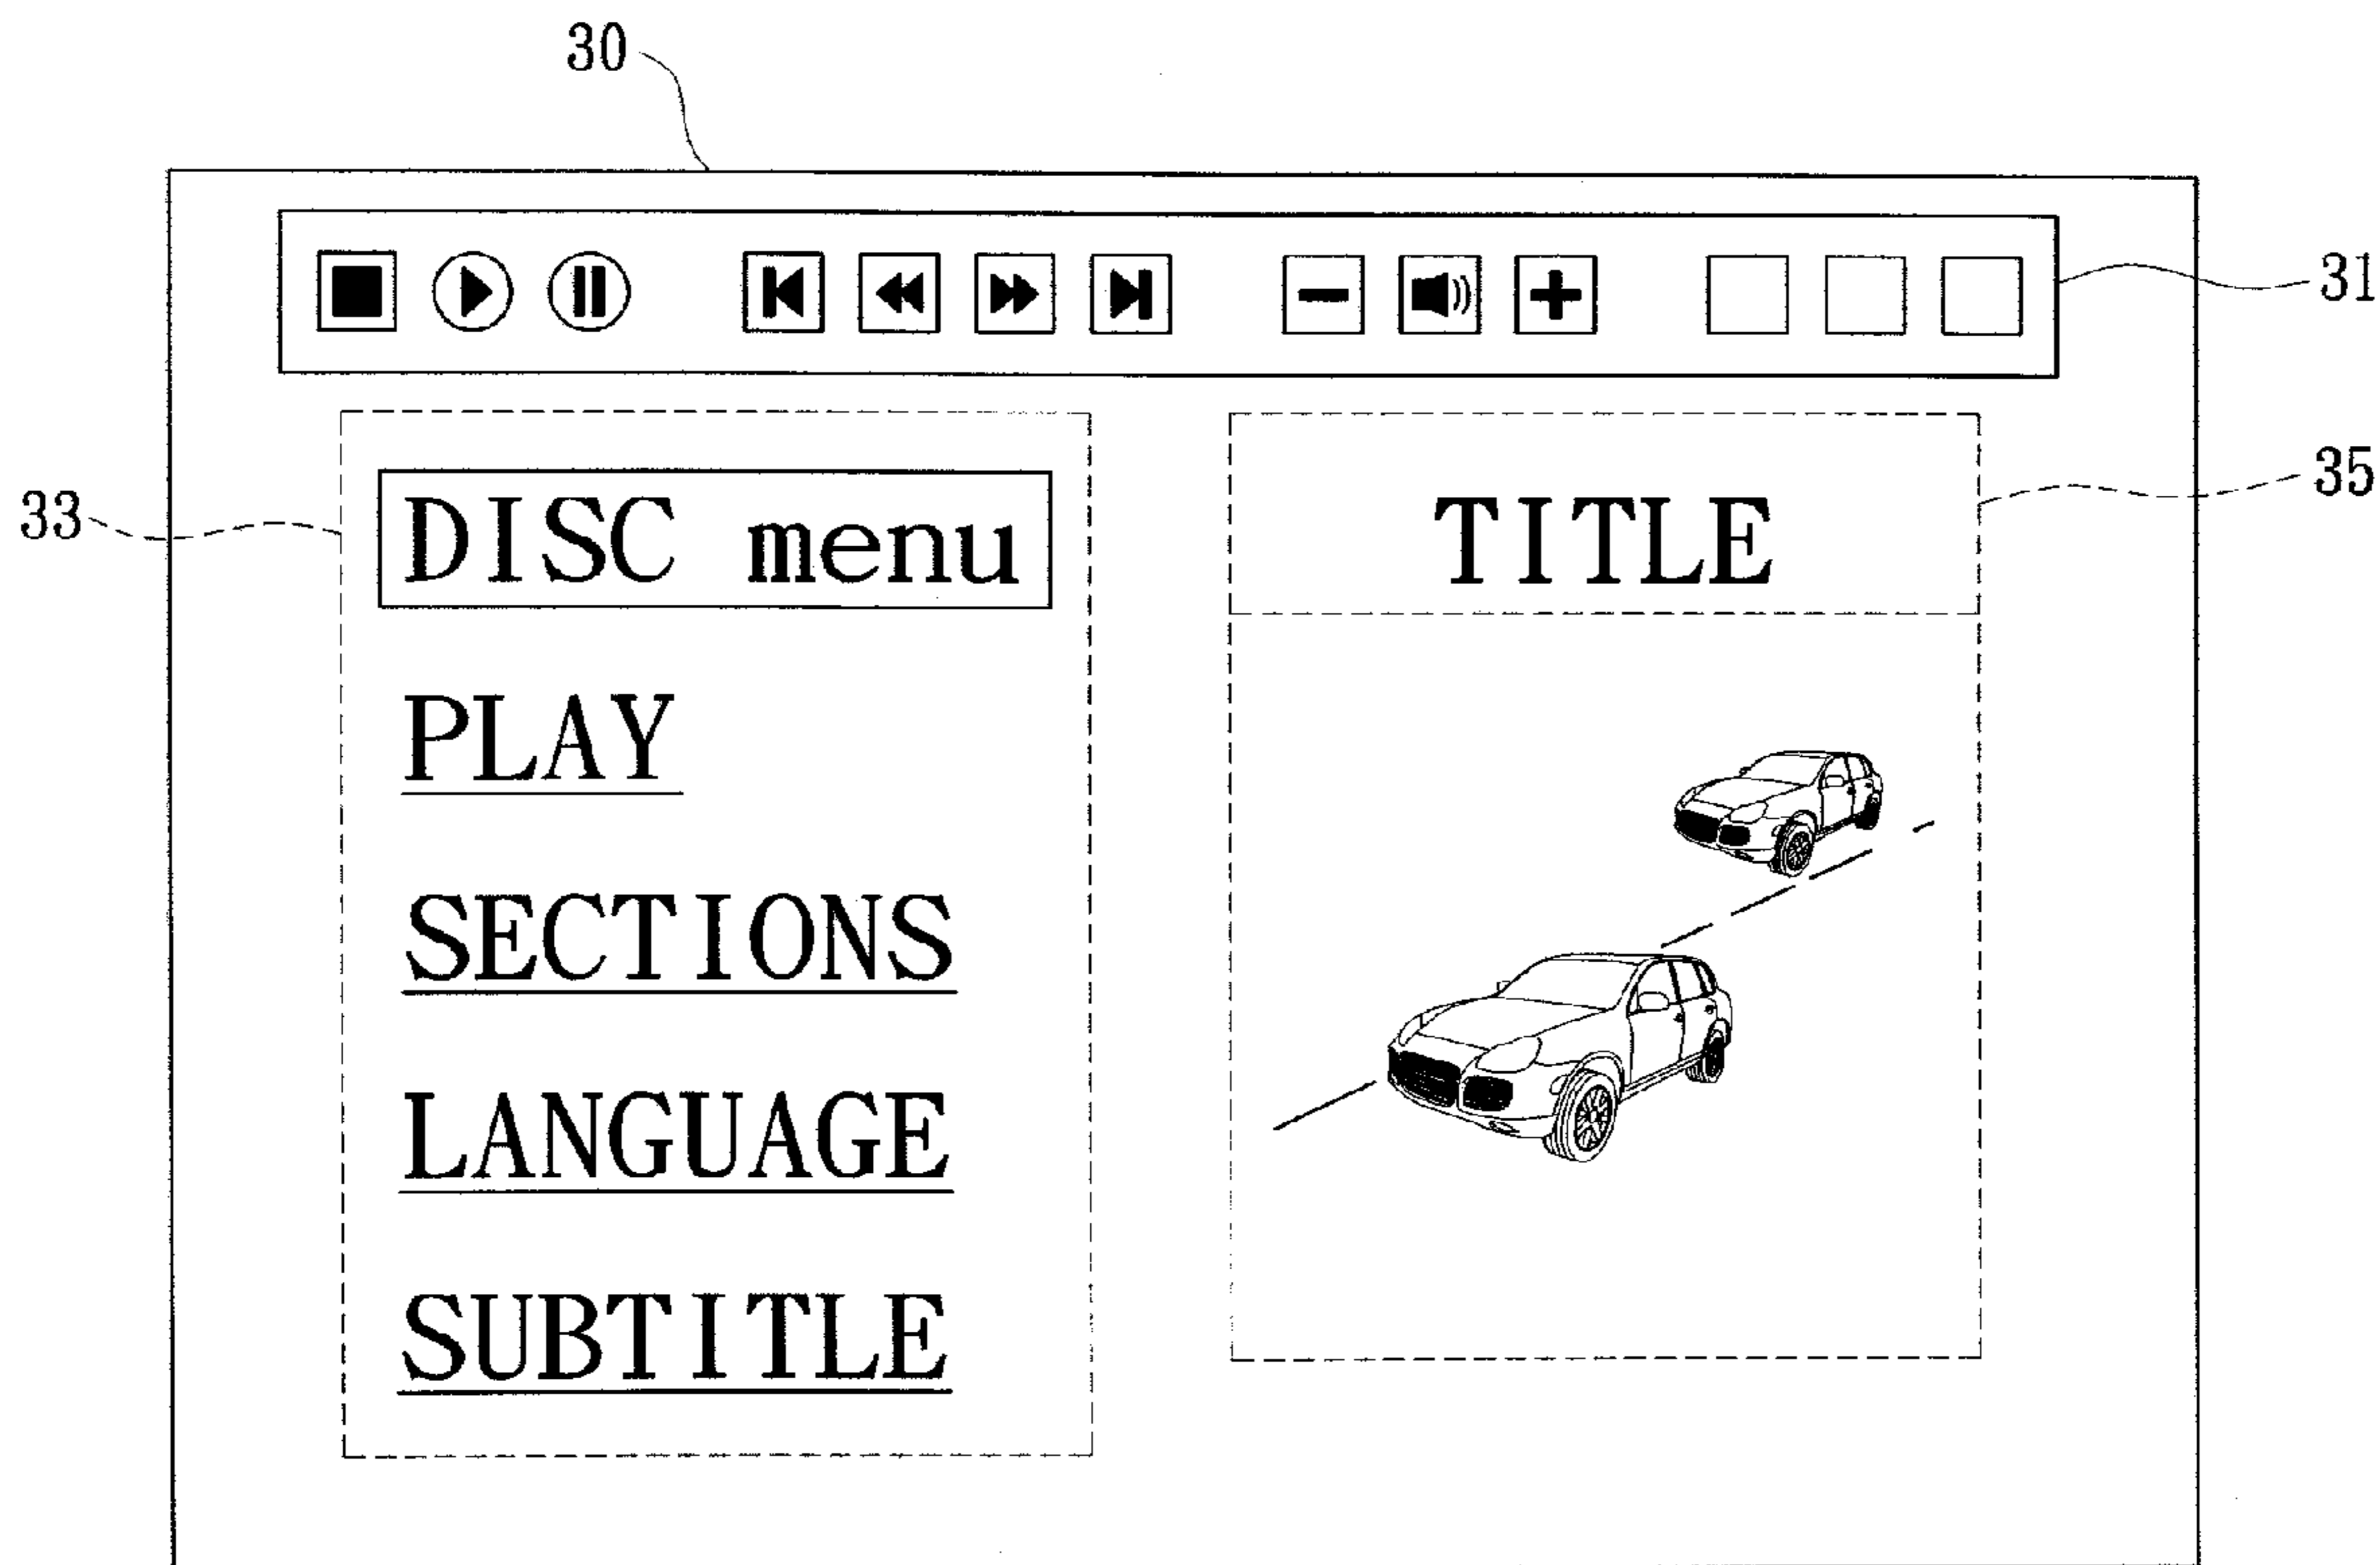 30
31
33
35
DISC menu
TITLE
PLAY
SECTIONS
LANGUAGE
SUBTITLE